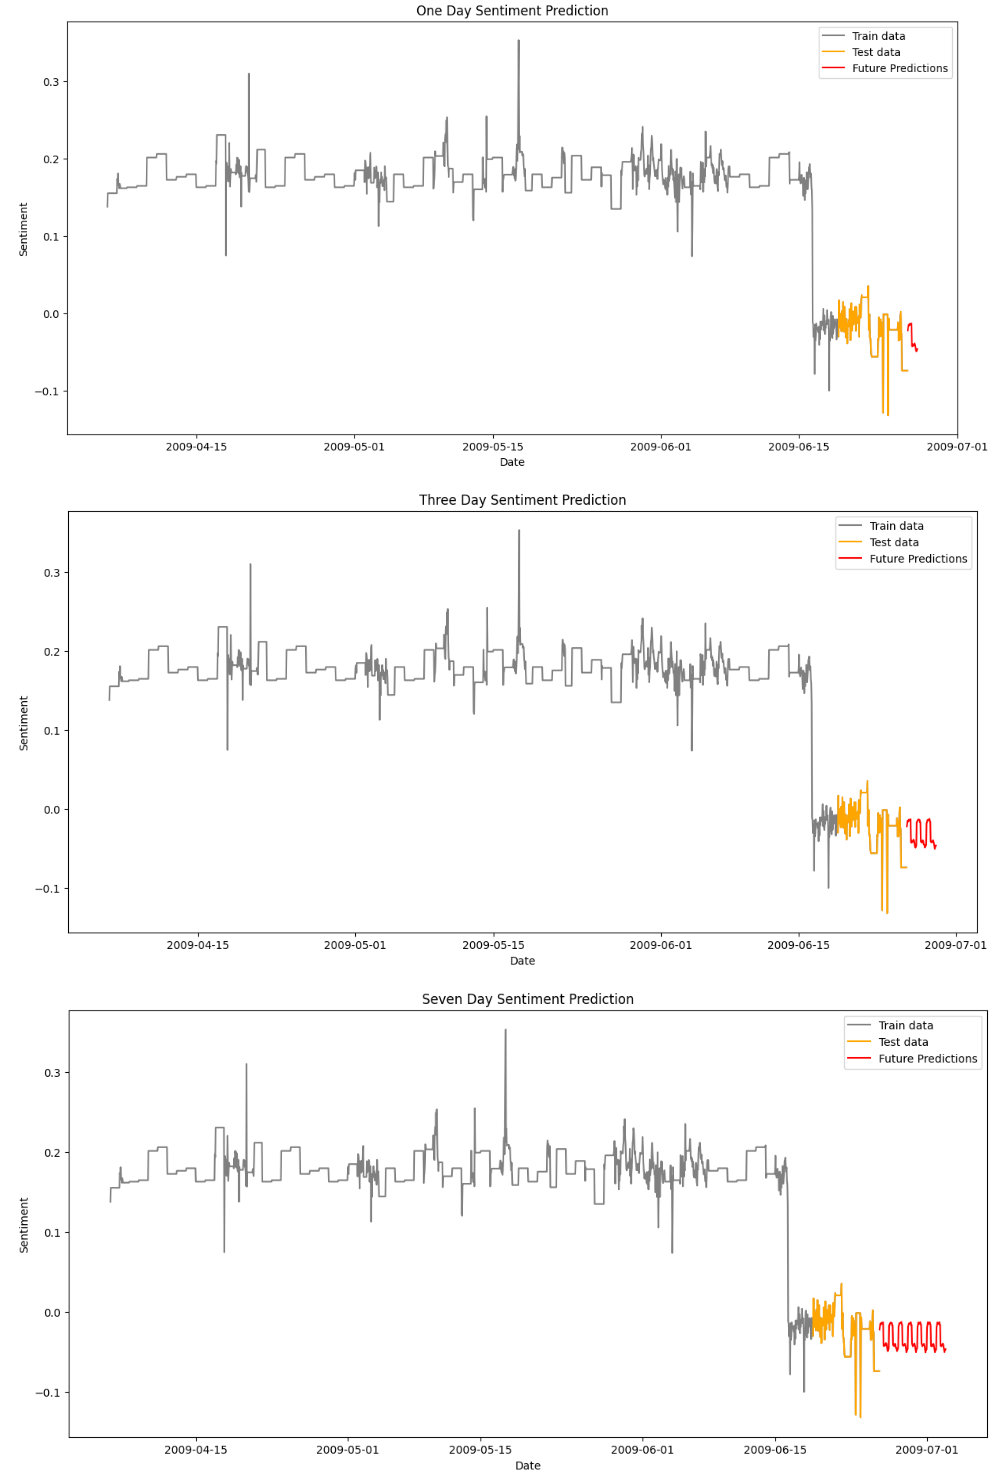 One Day Sentiment Prediction
Train data
Test data
Future Predictions
0.3
0.2
0.1
0.0
−0.1
Sentiment
2009-04-15 2009-05-01 2009-05-15 2009-06-01 2009-06-15 2009-07-01
Date
Three Day Sentiment Prediction
Train data
Test data
Future Predictions
0.3
0.2
0.1
0.0
−0.1
Sentiment
2009-04-15 2009-05-01 2009-05-15 2009-06-01 2009-06-15 2009-07-01
Date
Seven Day Sentiment Prediction
Train data
Test data
Future Predictions
0.3
0.2
0.1
0.0
−0.1
Sentiment
2009-04-15 2009-05-01 2009-05-15 2009-06-01 2009-06-15 2009-07-01
Date